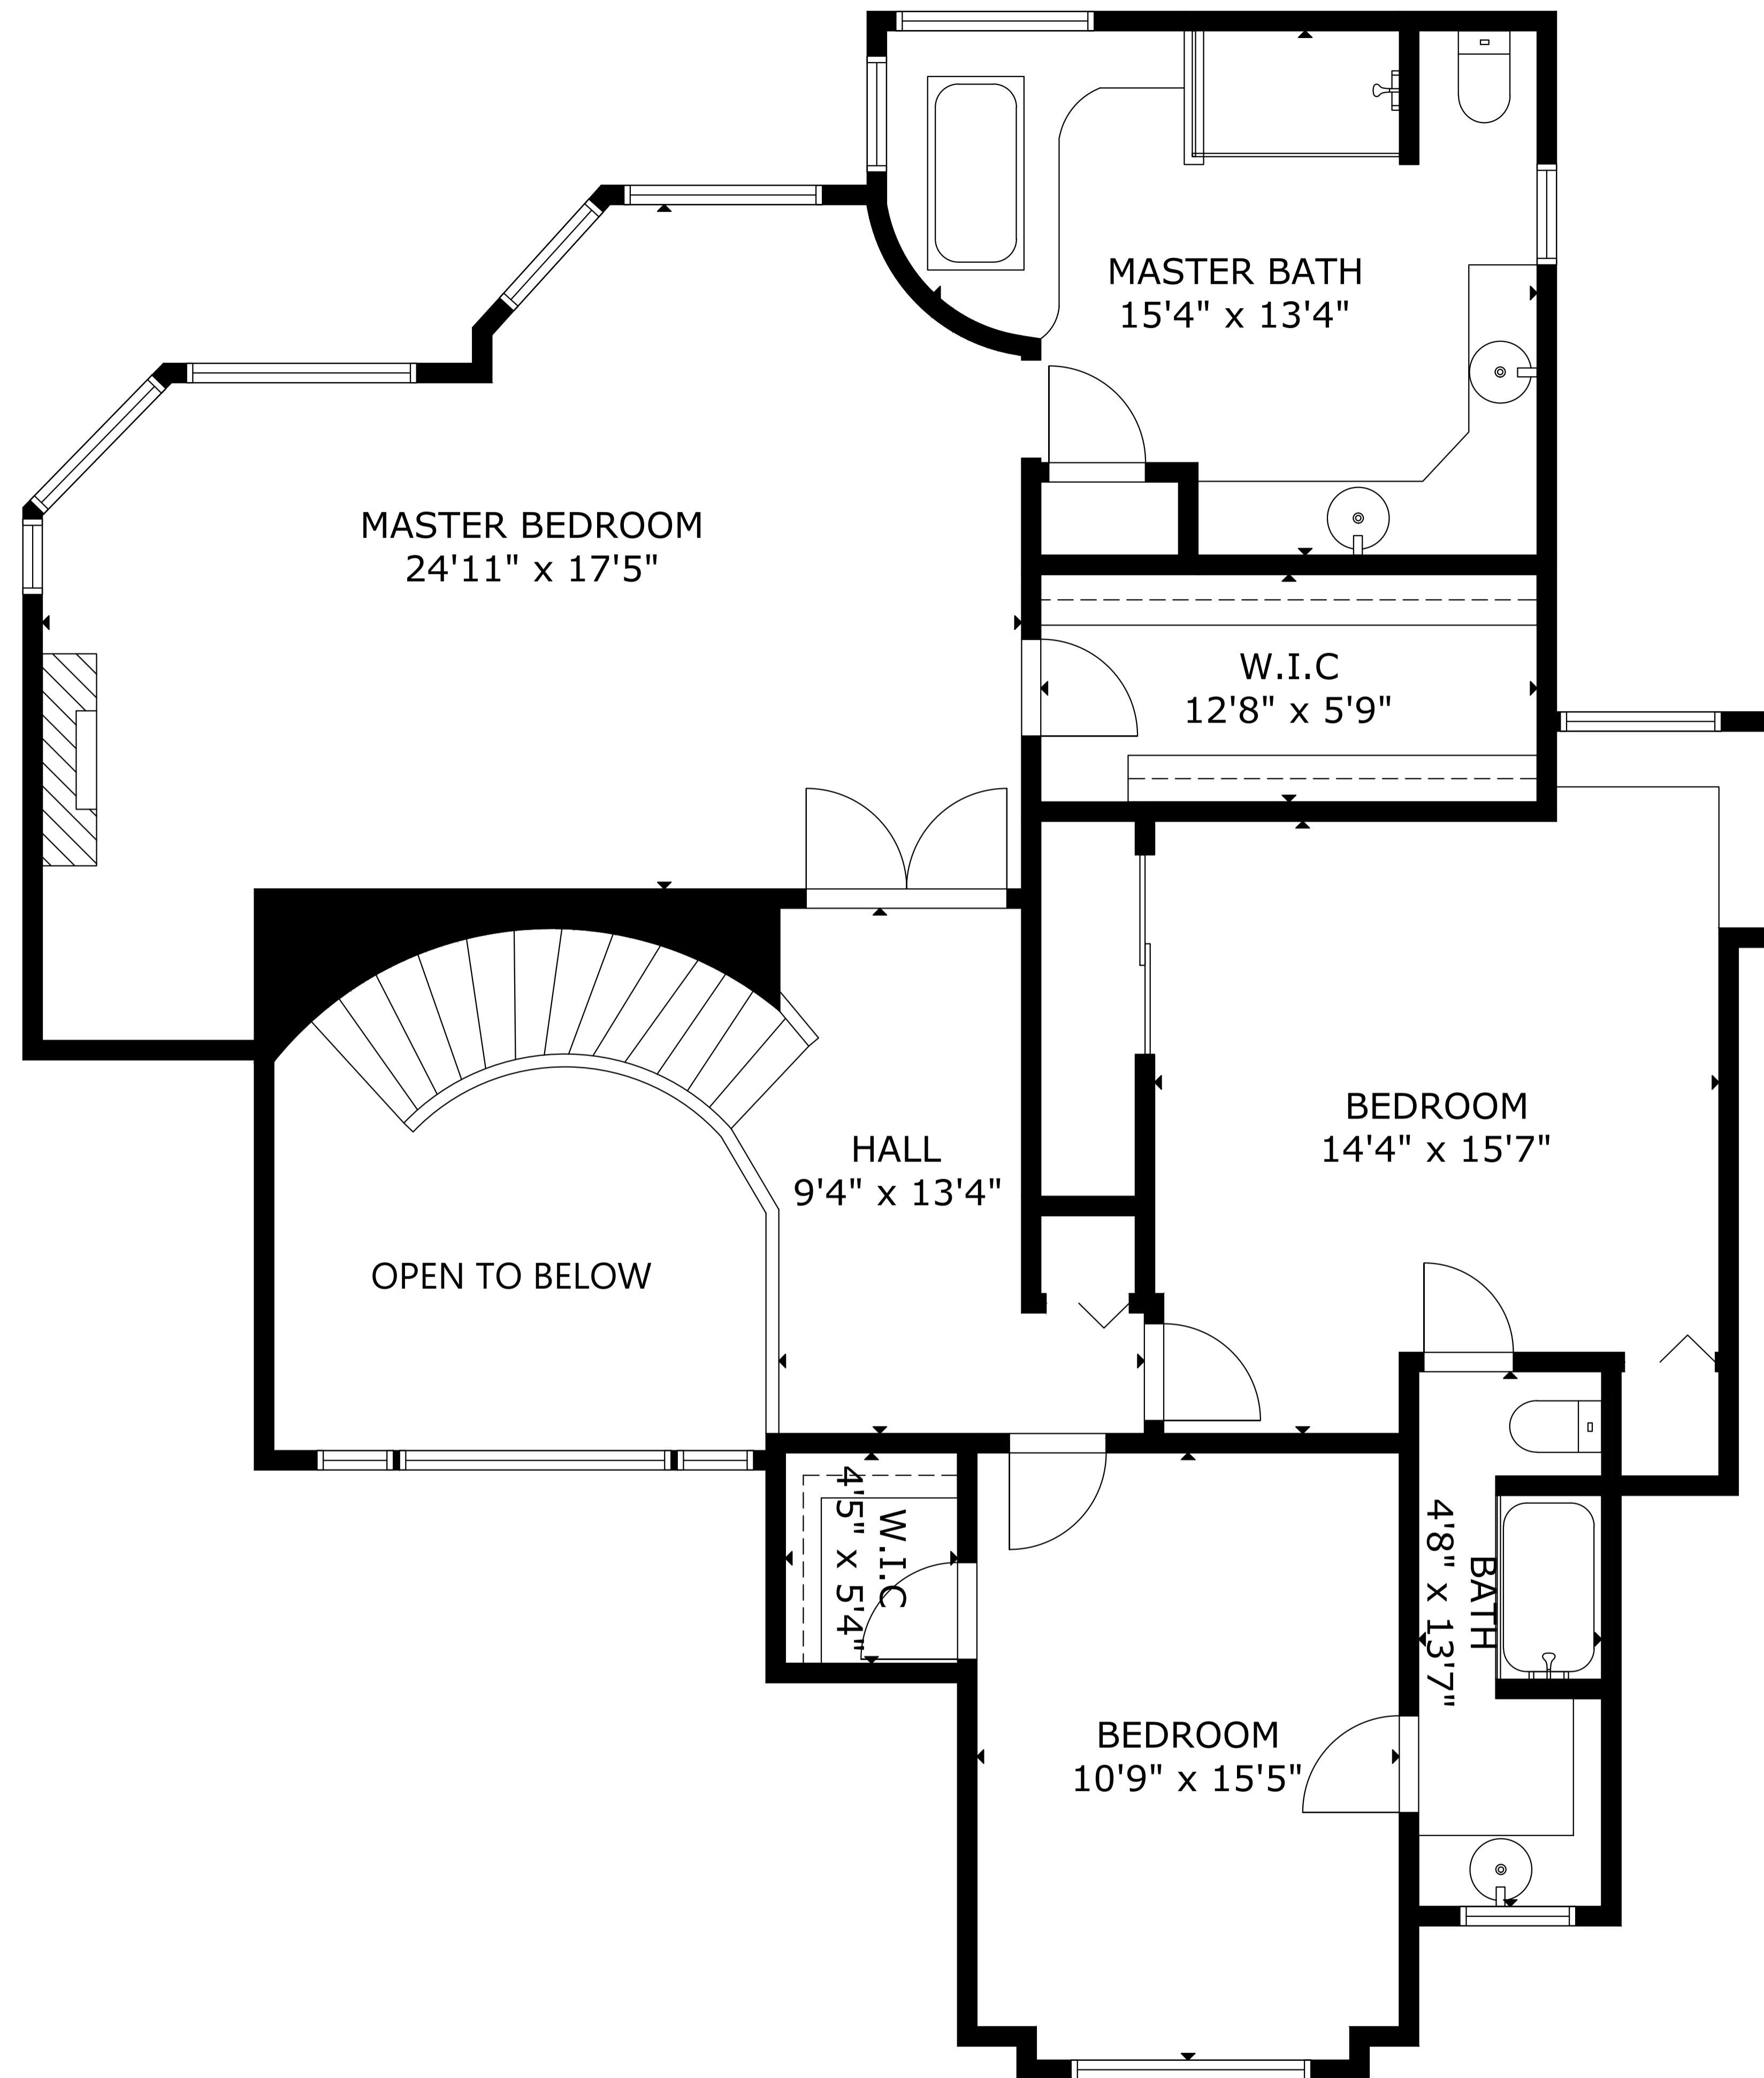 MASTER BATH
15'4" x 13'4"
MASTER BEDROOM
24'11" x 17'5"
W.I.C
12'8" x 5'9"
BEDROOM
14'4" x 15'7"
HALL
9'4" x 13'4"
OPEN TO BELOW
W.I.C
4'5" x 5'4"
BATH
4'8" x 13'7"
BEDROOM
10'9" x 15'5"